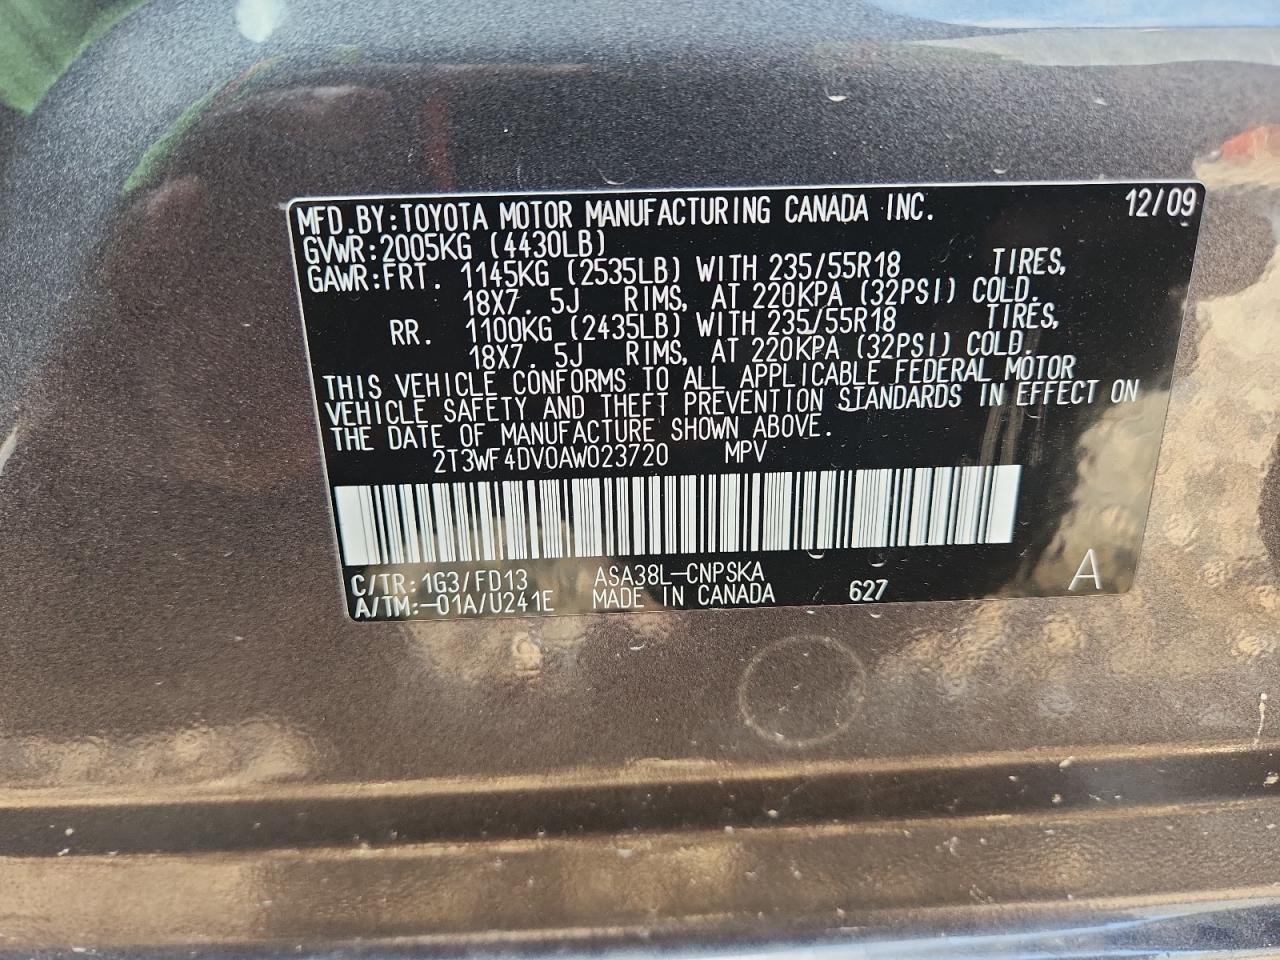 MFD.BY:TOYOTA MOTOR MANUFACTURING CANADA INC. 12/09
GVWR:2005KG (4430LB)
GAWR:FRT. 1145KG (2535LB) WITH 235/55R18 TIRES,
18X7.5J RIMS, AT 220KPA (32PSI) COLD.
RR. 1100KG (2435LB) WITH 235/55R18 TIRES,
18X7.5J RIMS, AT 220KPA (32PSI) COLD.
THIS VEHICLE CONFORMS TO ALL APPLICABLE FEDERAL MOTOR
VEHICLE SAFETY AND THEFT PREVENTION STANDARDS IN EFFECT ON
THE DATE OF MANUFACTURE SHOWN ABOVE.
2T3WF4DV0AW023720 MPV
C/TR:1G3/FD13 ASA38L-CNPSKA
A/TM:-01A/U241E MADE IN CANADA 627 A